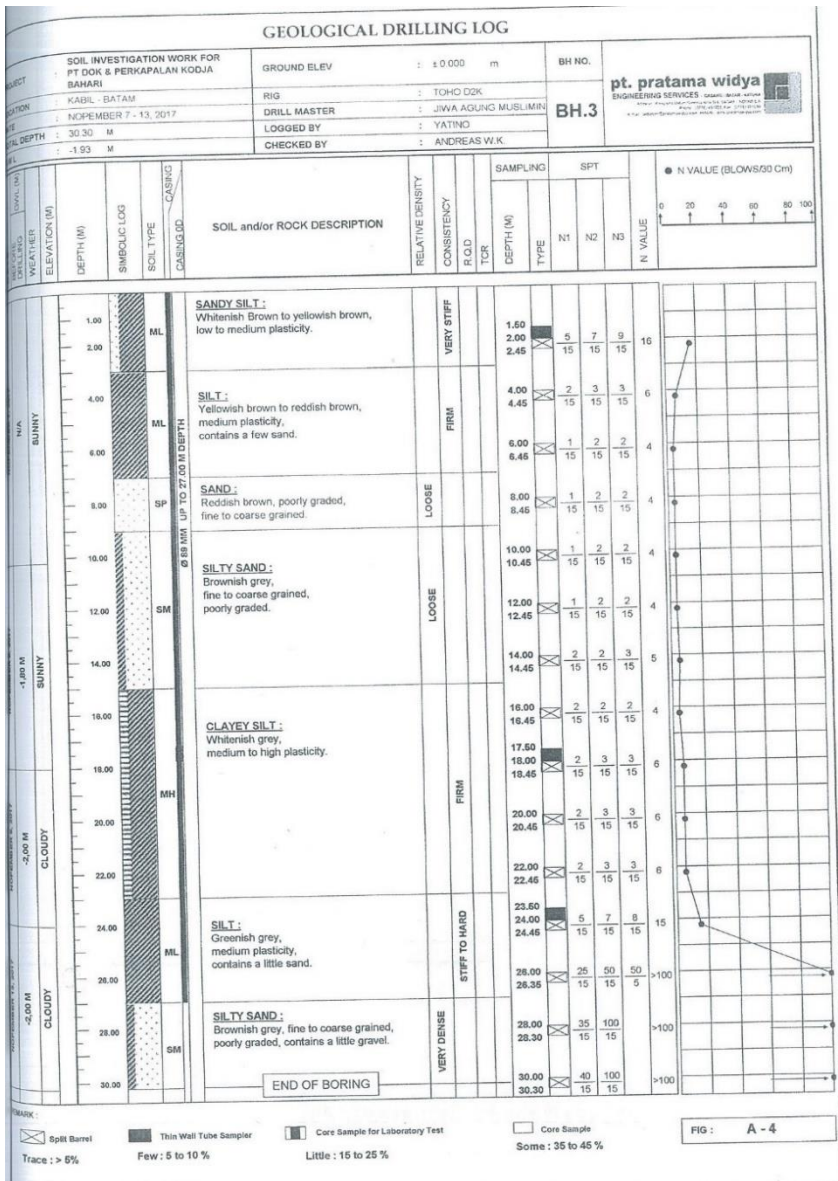 GEOLOGICAL DRILLING LOG
SOIL INVESTIGATION WORK FOR
PT DOK & PERKAPALAN KODJA
BAHARI
KABIL - BATAM
NOPEMBER 7 - 13, 2017
DEPTH : 30.30 M
: -1.93 M
GROUND ELEV : ± 0.000 m
RIG : TOHO D2K
DRILL MASTER : JIWA AGUNG MUSLIMIN
LOGGED BY : YATINO
CHECKED BY : ANDREAS W.K.
BH NO.
BH.3
pt. pratama widya
ENGINEERING SERVICES
DRILLING
WEATHER
ELEVATION (M)
DEPTH (M)
SIMBOLIC LOG
SOIL TYPE
CASING
CASING OD
SOIL and/or ROCK DESCRIPTION
RELATIVE DENSITY
CONSISTENCY
R.Q.D
TCR
SAMPLING
DEPTH (M)
TYPE
SPT
N1 N2 N3
N VALUE
N VALUE (BLOWS/30 Cm)
0 20 40 60 80 100
N/A
SUNNY
-1,80 M
SUNNY
-2,00 M
CLOUDY
-2,00 M
CLOUDY
Ø 89 MM UP TO 27.00 M DEPTH
1.00
2.00
ML
SANDY SILT :
Whitenish Brown to yellowish brown,
low to medium plasticity.
VERY STIFF
1.50
2.00 5 7 9 16
2.45 15 15 15
4,00
6.00
ML
SILT :
Yellowish brown to reddish brown,
medium plasticity,
contains a few sand.
FIRM
4.00 2 3 3 6
4.45 15 15 15
6.00 1 2 2 4
6.46 15 15 15
8.00
SP
SAND :
Reddish brown, poorly graded,
fine to coarse grained.
LOOSE
8.00 1 2 2 4
8.45 15 15 15
10.00
12.00
14.00
SM
SILTY SAND :
Brownish grey,
fine to coarse grained,
poorly graded.
LOOSE
10.00 1 2 2 4
10.45 15 15 15
12.00 1 2 2 4
12.45 15 15 15
14.00 2 2 3 5
14.45 15 15 15
16.00
18.00
20.00
22.00
MH
CLAYEY SILT :
Whitenish grey,
medium to high plasticity.
FIRM
16.00 2 2 2 4
16.45 15 15 15
17.50
18.00 2 3 3 6
18.45 15 15 15
20.00 2 3 3 6
20.45 15 15 15
22.00 2 3 3 6
22.45 15 15 15
24.00
26.00
ML
SILT :
Greenish grey,
medium plasticity,
contains a little sand.
STIFF TO HARD
23.50
24.00 5 7 8 15
24.45 15 15 15
26.00 25 50 50 >100
26.35 15 15 5
28.00
30.00
SM
SILTY SAND :
Brownish grey, fine to coarse grained,
poorly graded, contains a little gravel.
VERY DENSE
28.00 35 100 >100
28.30 15 15
30.00 40 100 >100
30.30 15 15
END OF BORING
Split Barrel
Thin Wall Tube Sampler
Core Sample for Laboratory Test
Core Sample
Trace : > 5%
Few : 5 to 10 %
Little : 15 to 25 %
Some : 35 to 45 %
FIG : A - 4